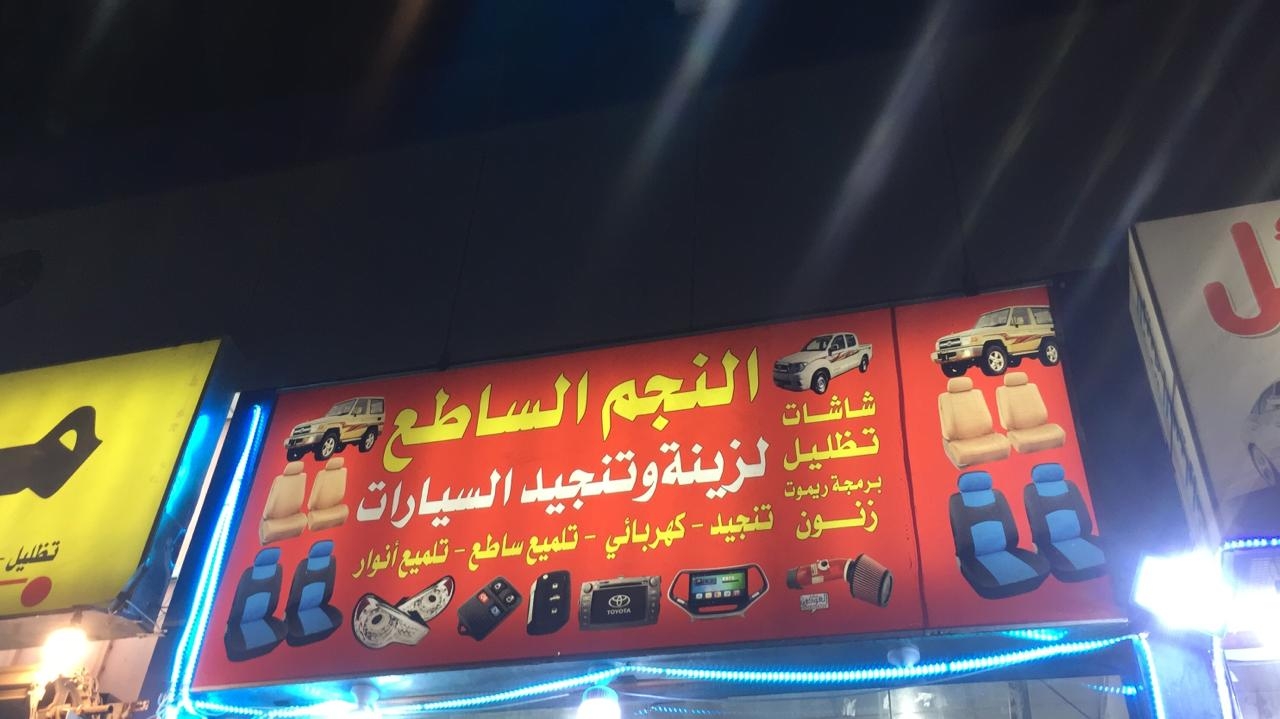 النجم الساطع
لزينة وتنجيد السيارات
تنجيد - كهربائي - تلميع ساطع - تلميع أنوار
شاشات
تظليل
برمجة ريموت
زنون
TOYOTA
تظليل -